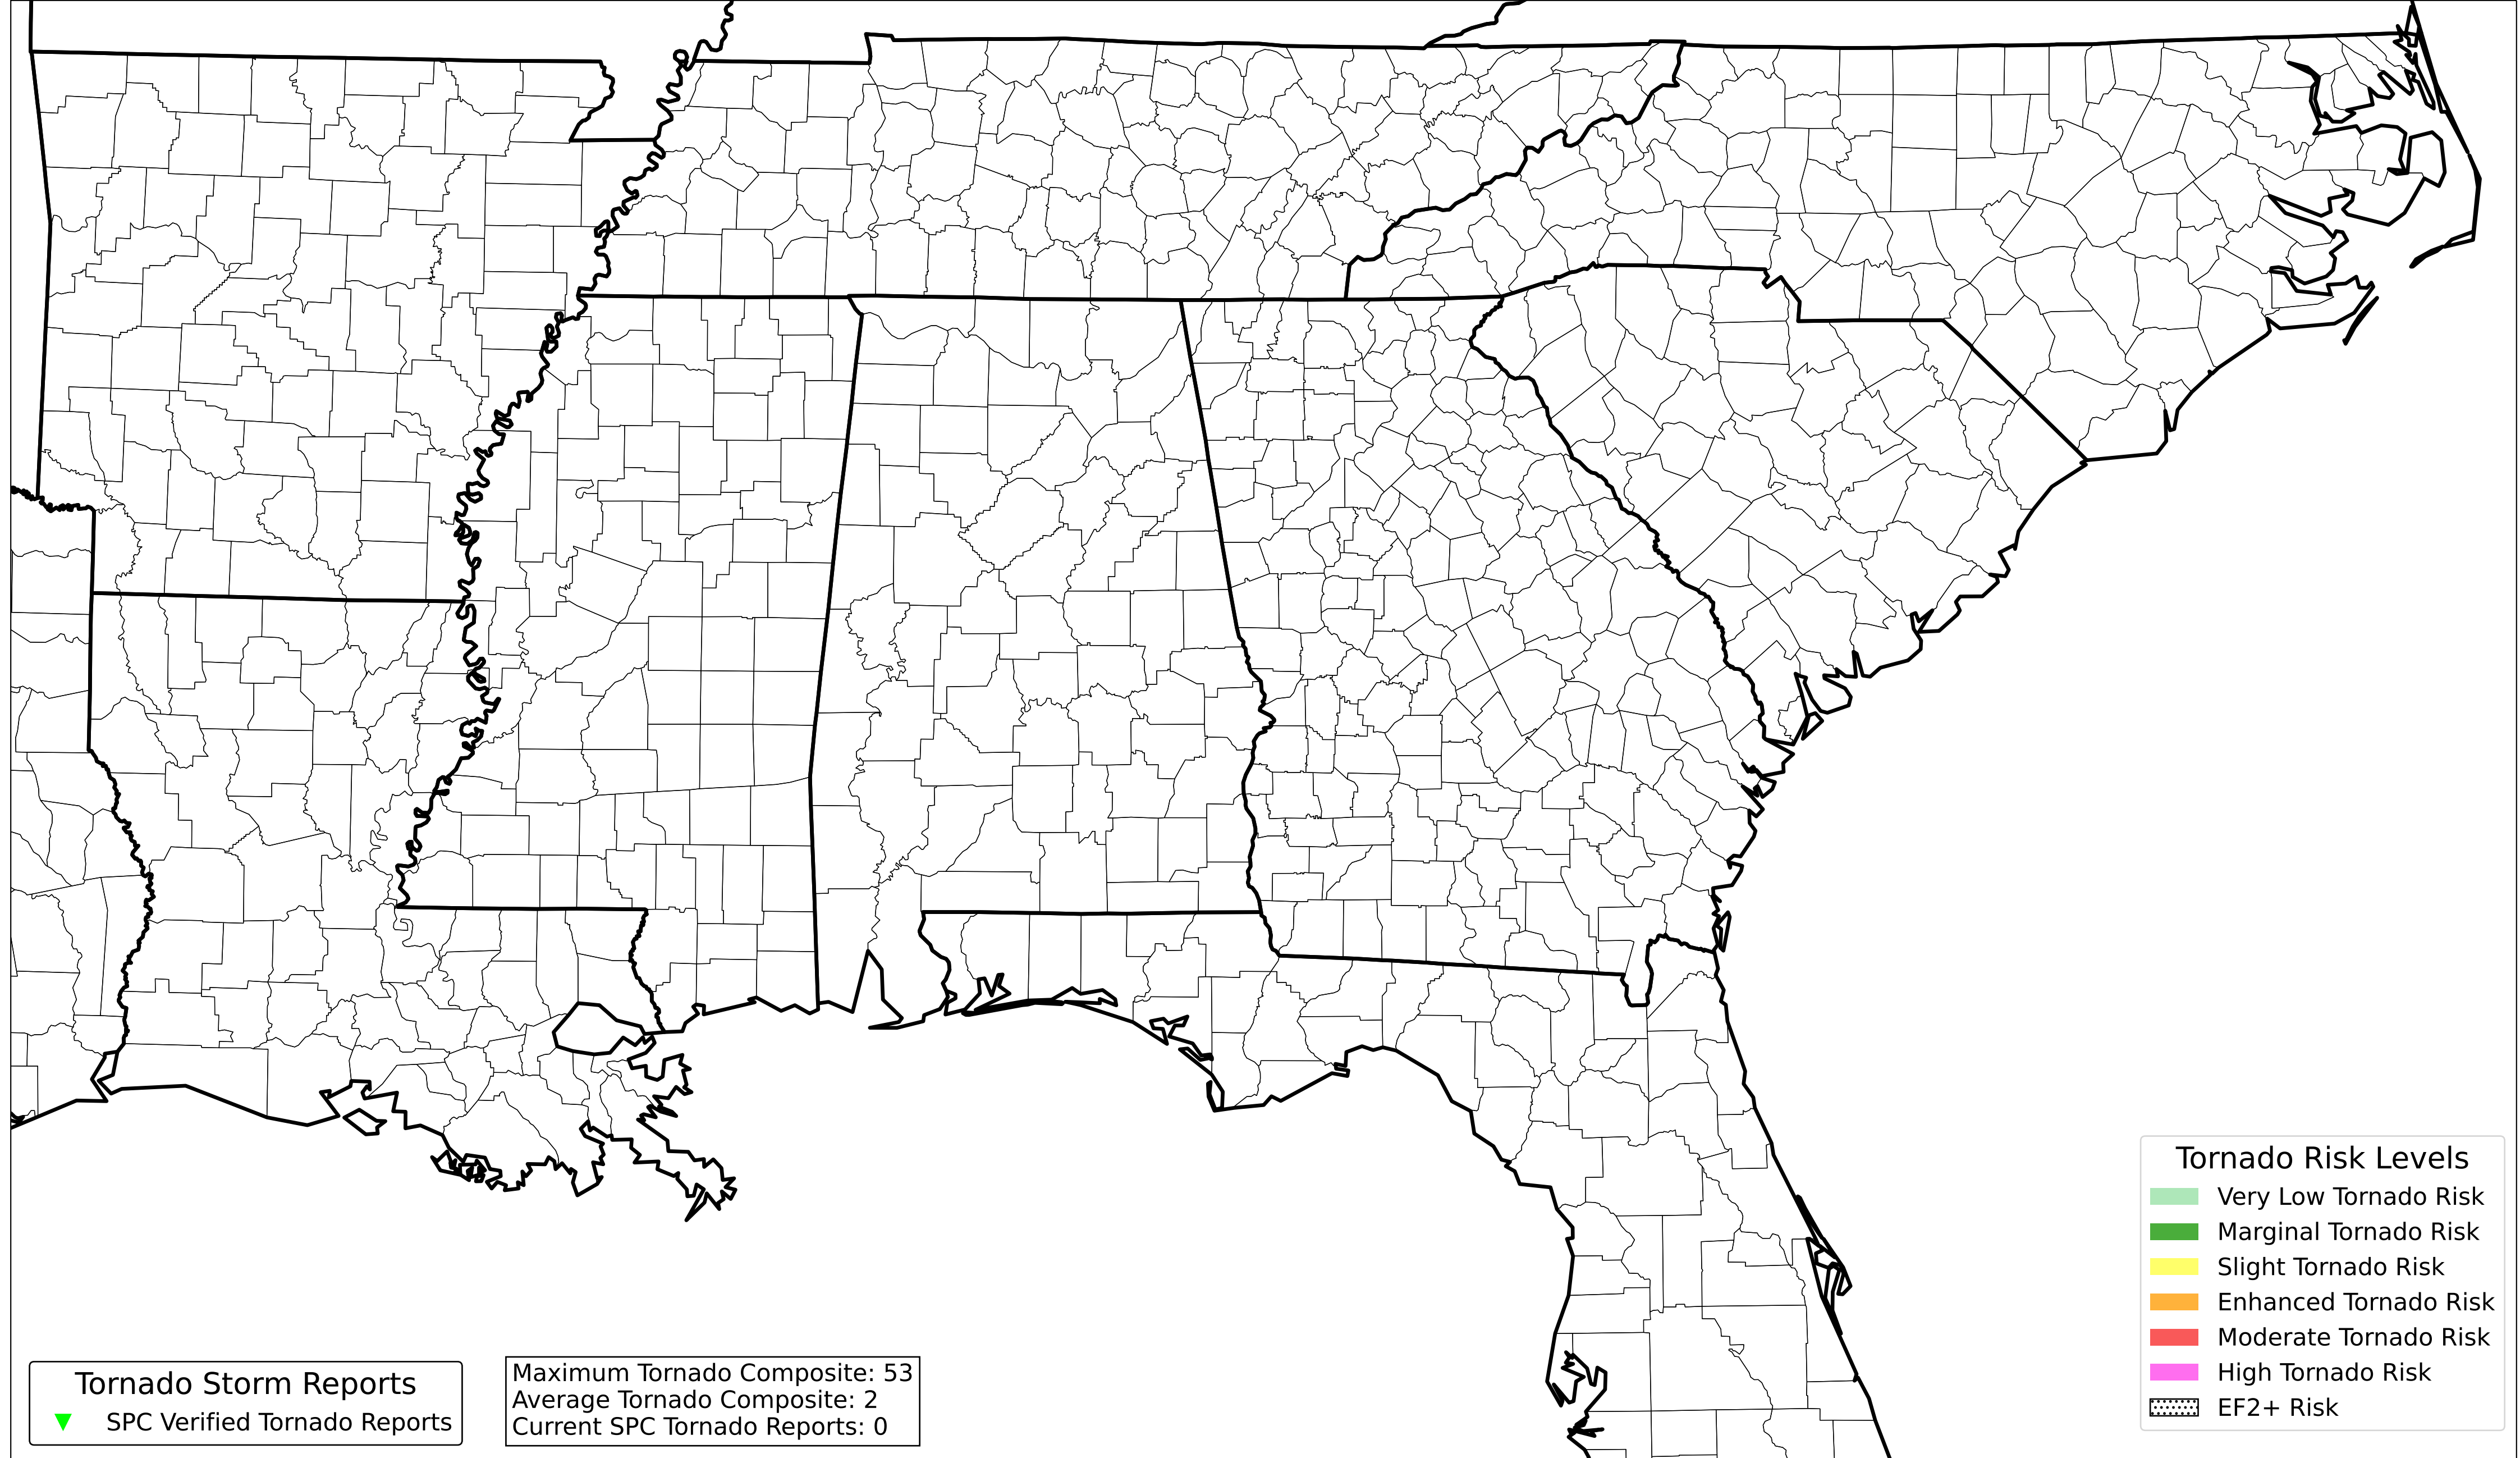 Tornado Storm Reports
SPC Verified Tornado Reports
Maximum Tornado Composite: 53
Average Tornado Composite: 2
Current SPC Tornado Reports: 0
Tornado Risk Levels
Very Low Tornado Risk
Marginal Tornado Risk
Slight Tornado Risk
Enhanced Tornado Risk
Moderate Tornado Risk
High Tornado Risk
EF2+ Risk